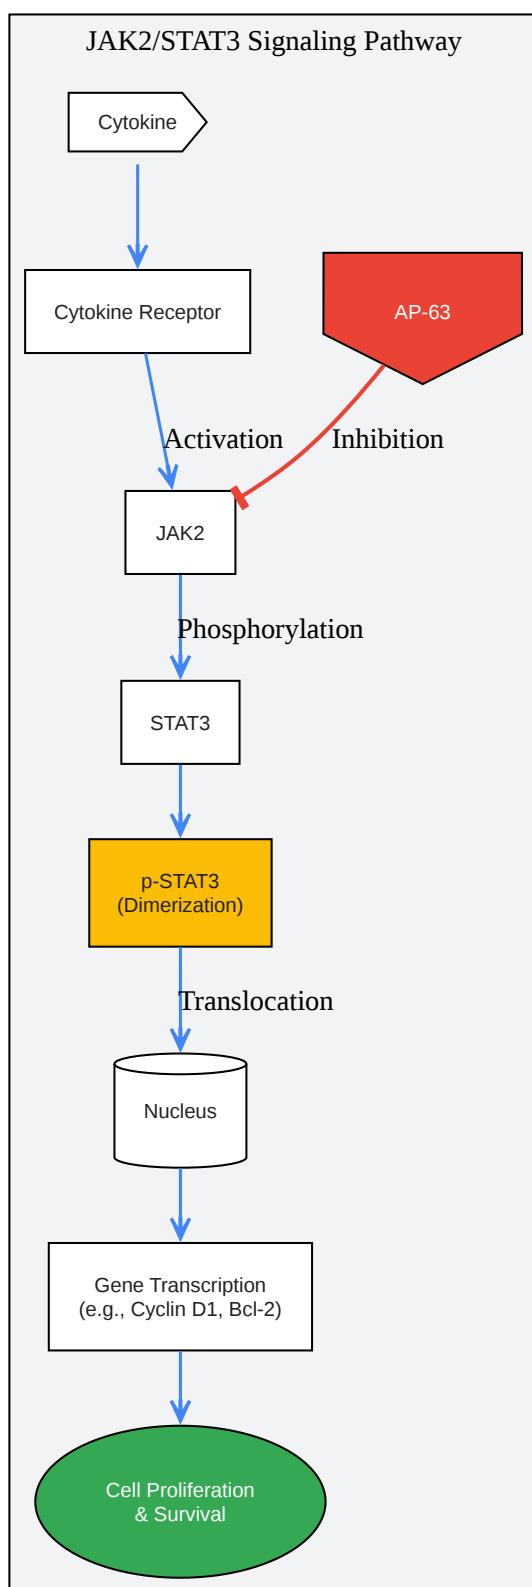 JAK2/STAT3 Signaling Pathway
Cytokine
Cytokine Receptor
AP-63
Activation
Inhibition
JAK2
Phosphorylation
STAT3
p-STAT3
(Dimerization)
Translocation
Nucleus
Gene Transcription
(e.g., Cyclin D1, Bcl-2)
Cell Proliferation
& Survival